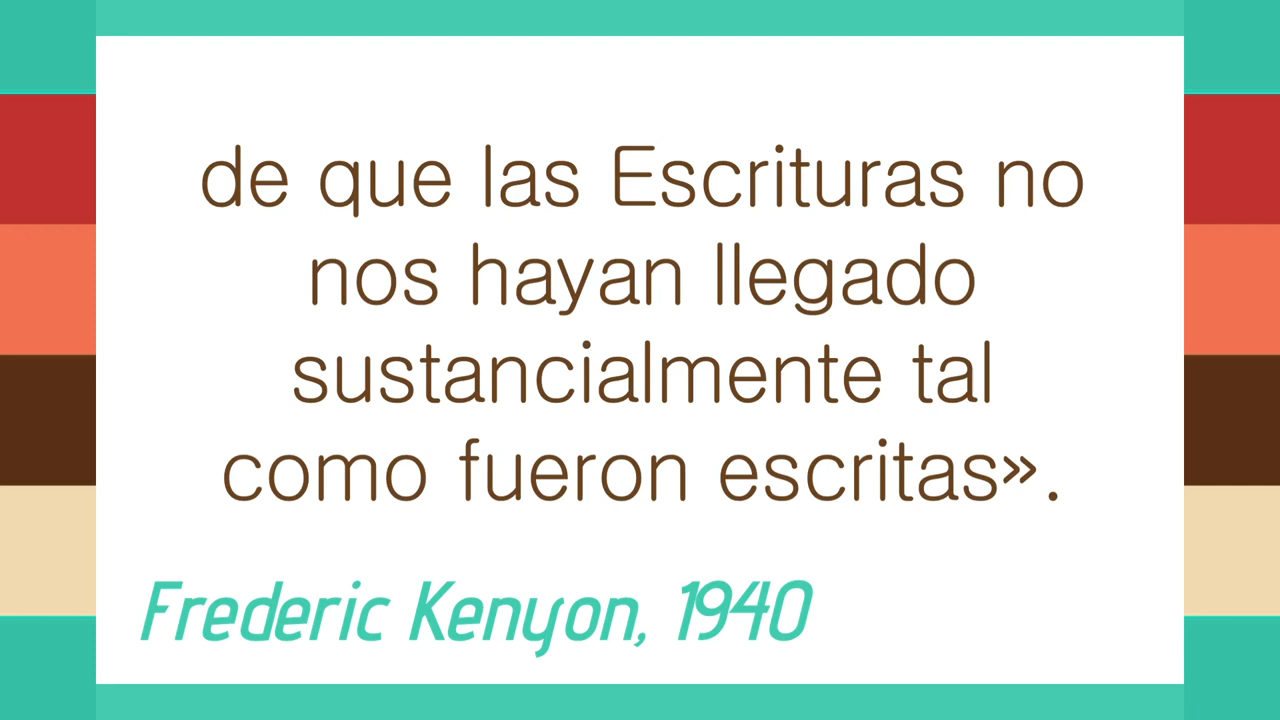 de que las Escrituras no
nos hayan llegado
sustancialmente tal
como fueron escritas».
Frederic Kenyon, 1940